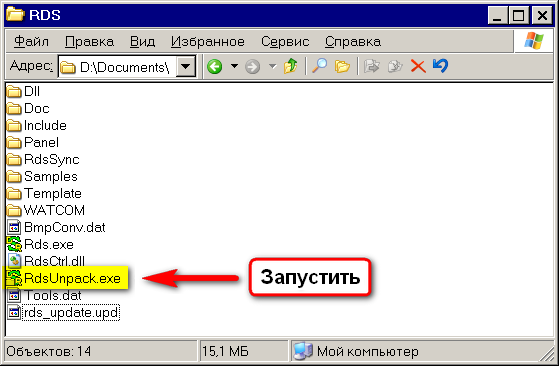 RDS
Файл Правка Вид Избранное Сервис Справка
Адрес: D:\Documents\
Dll
Doc
Include
Panel
RdsSync
Samples
Template
WATCOM
BmpConv.dat
Rds.exe
RdsCtrl.dll
RdsUnpack.exe
Запустить
Tools.dat
rds_update.upd
Объектов: 14 15,1 МБ Мой компьютер